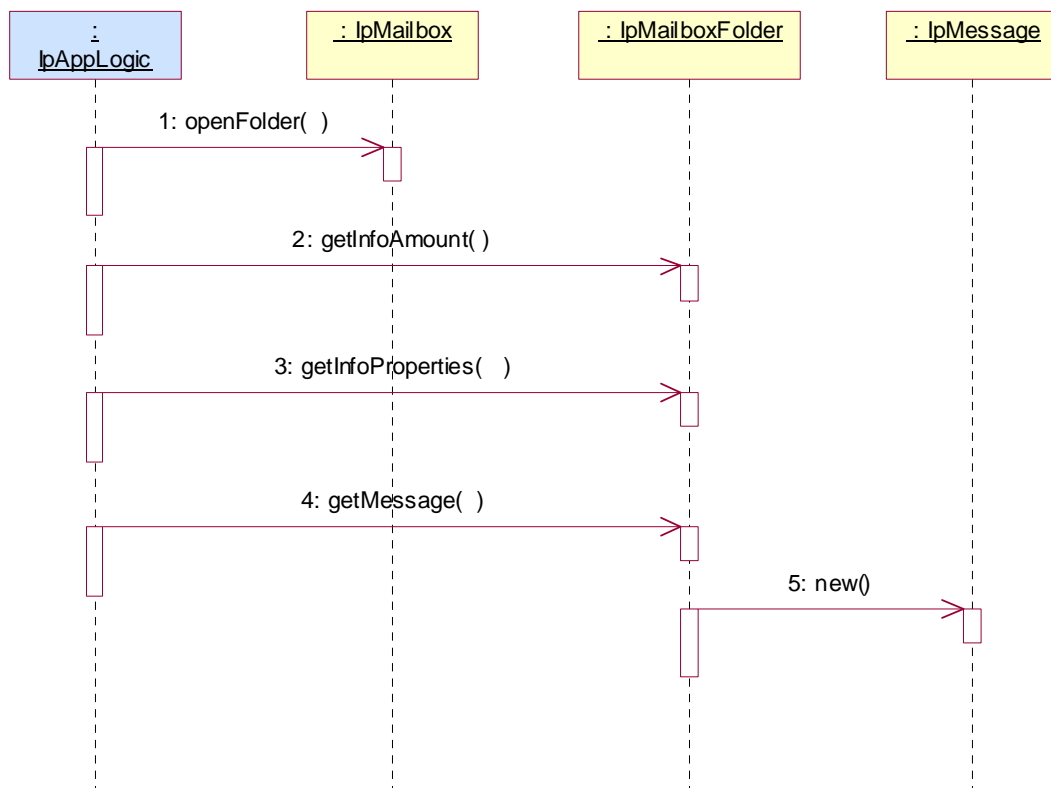 :
IpAppLogic
: IpMailbox
: IpMailboxFolder
: IpMessage
1: openFolder(  )
2: getInfoAmount( )
3: getInfoProperties(   )
4: getMessage(  )
5: new()